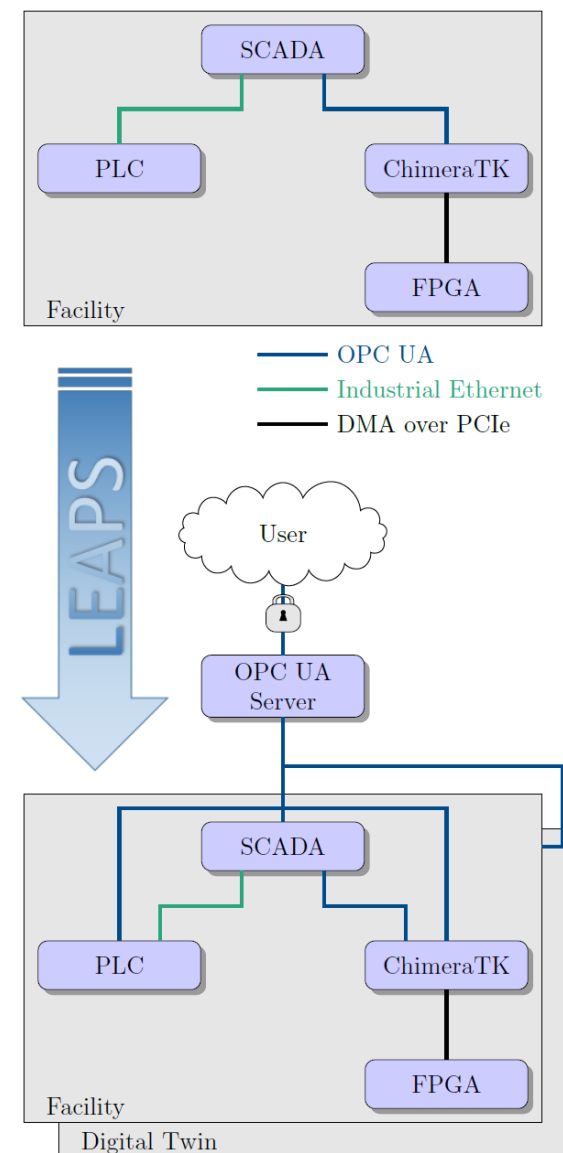 SCADA
PLC
ChimeraTK
FPGA
Facility
OPC UA
Industrial Ethernet
DMA over PCIe
LEAPS
User
OPC UA
Server
SCADA
PLC
ChimeraTK
FPGA
Facility
Digital Twin